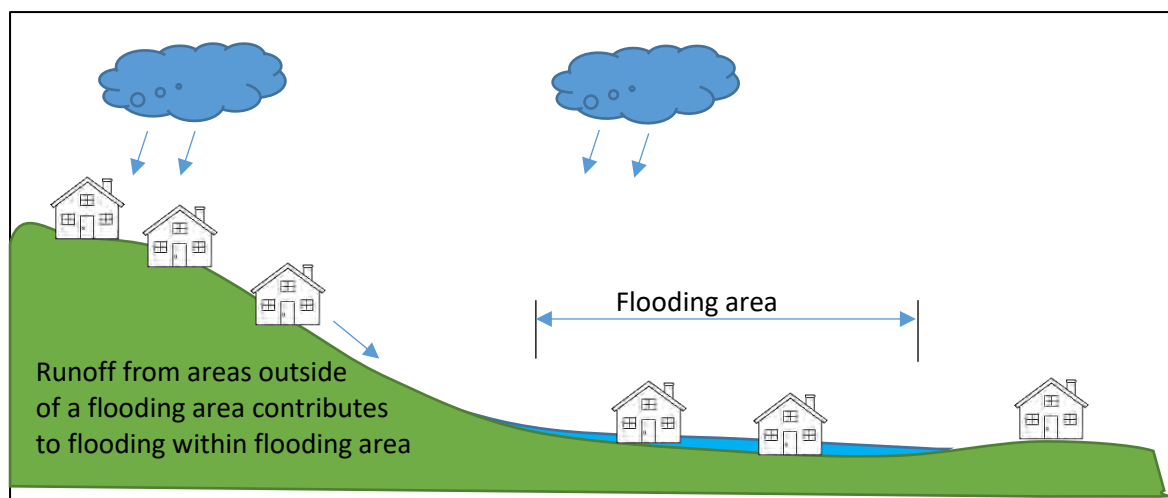 Flooding area
Runoff from areas outside
of a flooding area contributes
to flooding within flooding area